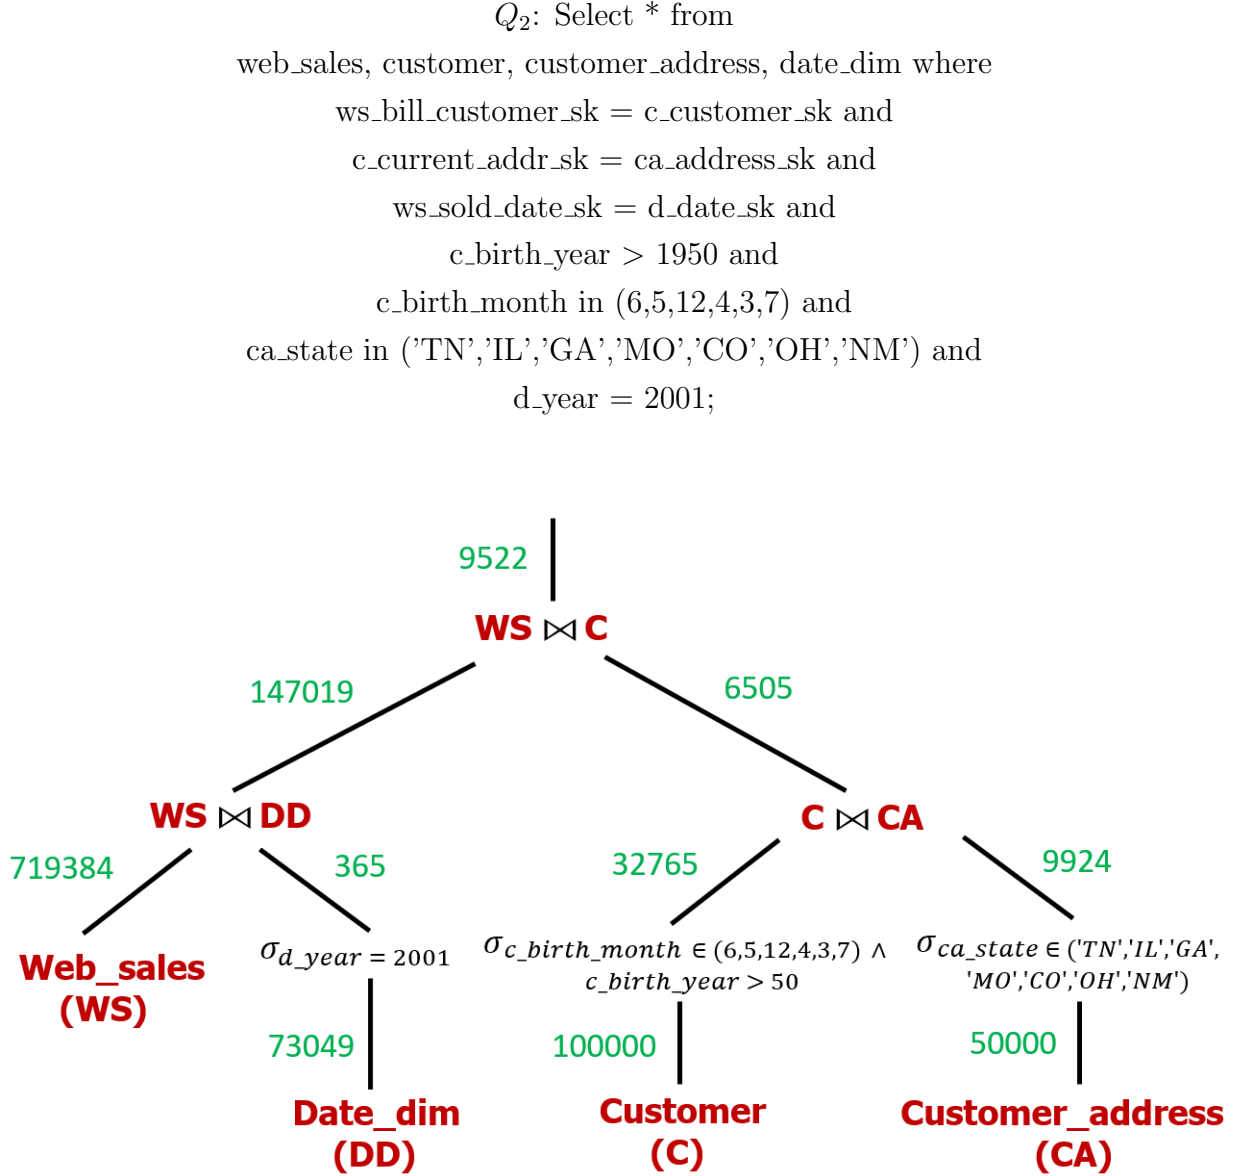 Q₂: Select * from
web_sales, customer, customer_address, date_dim where
ws_bill_customer_sk = c_customer_sk and
c_current_addr_sk = ca_address_sk and
ws_sold_date_sk = d_date_sk and
c_birth_year > 1950 and
c_birth_month in (6,5,12,4,3,7) and
ca_state in ('TN','IL','GA','MO','CO','OH','NM') and
d_year = 2001;
9522
WS ⋈ C
147019
6505
WS ⋈ DD
C ⋈ CA
719384
365
32765
9924
Web_sales
(WS)
σ d_year = 2001
σ c_birth_month ∈ (6,5,12,4,3,7) ∧
c_birth_year > 50
σ ca_state ∈ ('TN','IL','GA',
'MO','CO','OH','NM')
73049
100000
50000
Date_dim
(DD)
Customer
(C)
Customer_address
(CA)